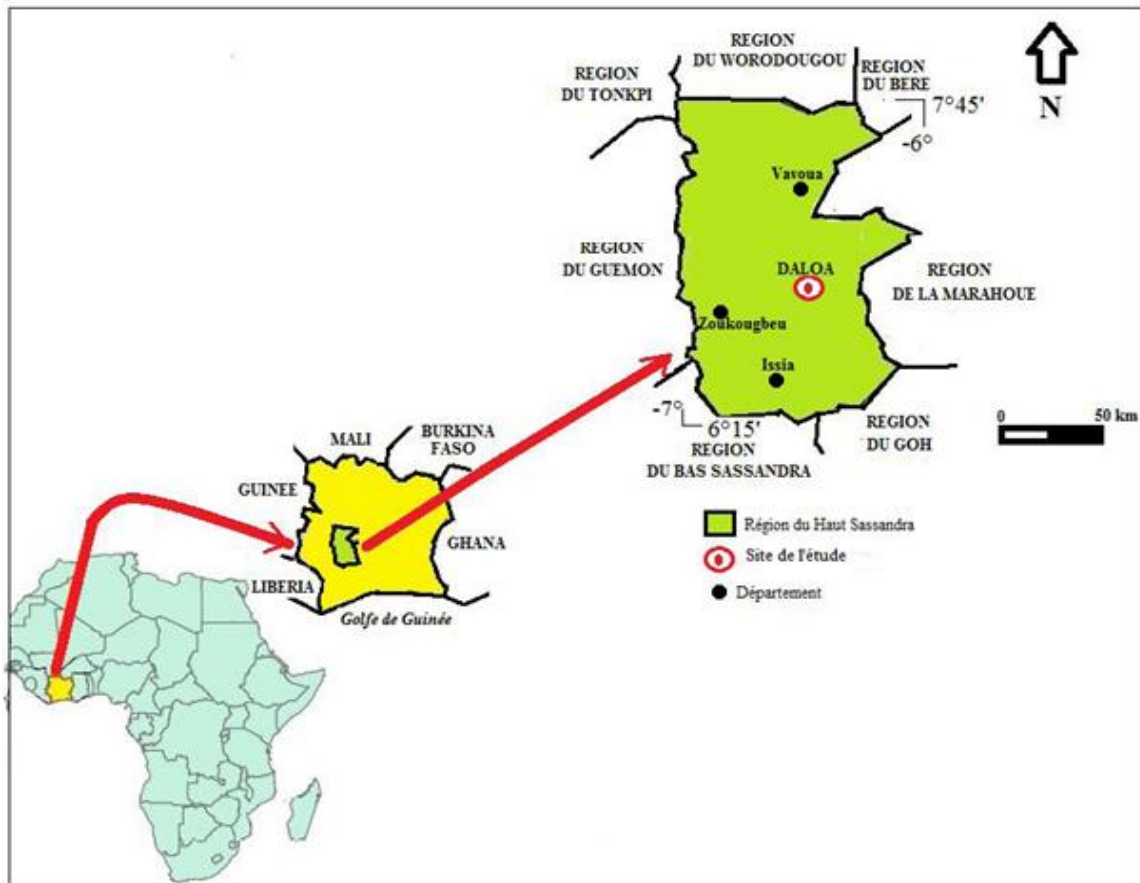 REGION
DU WORODOUGOU
REGION
DU TONKPI
REGION
DU BERE
7°45'
-6°
N
Vavoua
REGION
DU GUEMON
DALOA
REGION
DE LA MARAHOUE
Zoukougbeu
Issia
-7°
6°15'
REGION
DU GOH
0
50 km
REGION
DU BAS SASSANDRA
MALI
BURKINA
FASO
GUINEE
GHANA
LIBERIA
Golfe de Guinée
Région du Haut Sassandra
Site de l'étude
Département